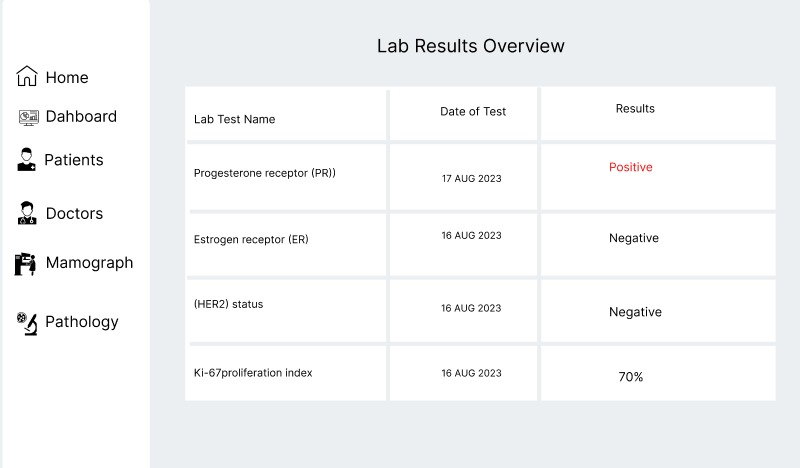 Lab Results Overview
Home
Dahboard
Patients
Doctors
Mamograph
Pathology
Lab Test Name Date of Test Results
Progesterone receptor (PR)) 17 AUG 2023 Positive
Estrogen receptor (ER) 16 AUG 2023 Negative
(HER2) status 16 AUG 2023 Negative
Ki-67proliferation index 16 AUG 2023 70%